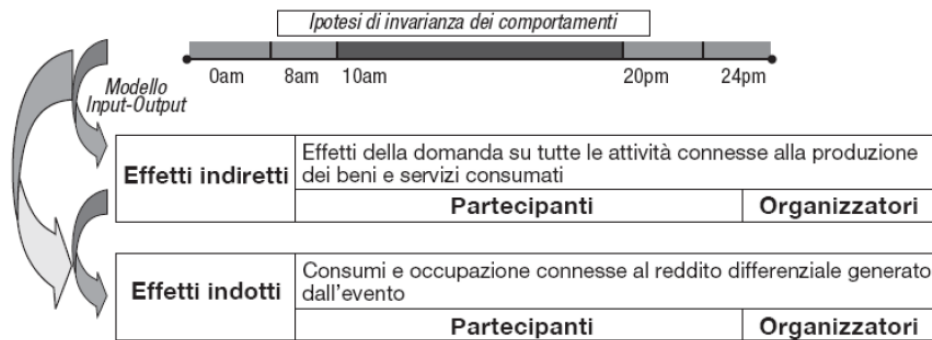 Ipotesi di invarianza dei comportamenti
0am 8am 10am 20pm 24pm
Modello
Input-Output
Effetti indiretti
Effetti della domanda su tutte le attività connesse alla produzione
dei beni e servizi consumati
Partecipanti Organizzatori
Effetti indotti
Consumi e occupazione connesse al reddito differenziale generato
dall'evento
Partecipanti Organizzatori